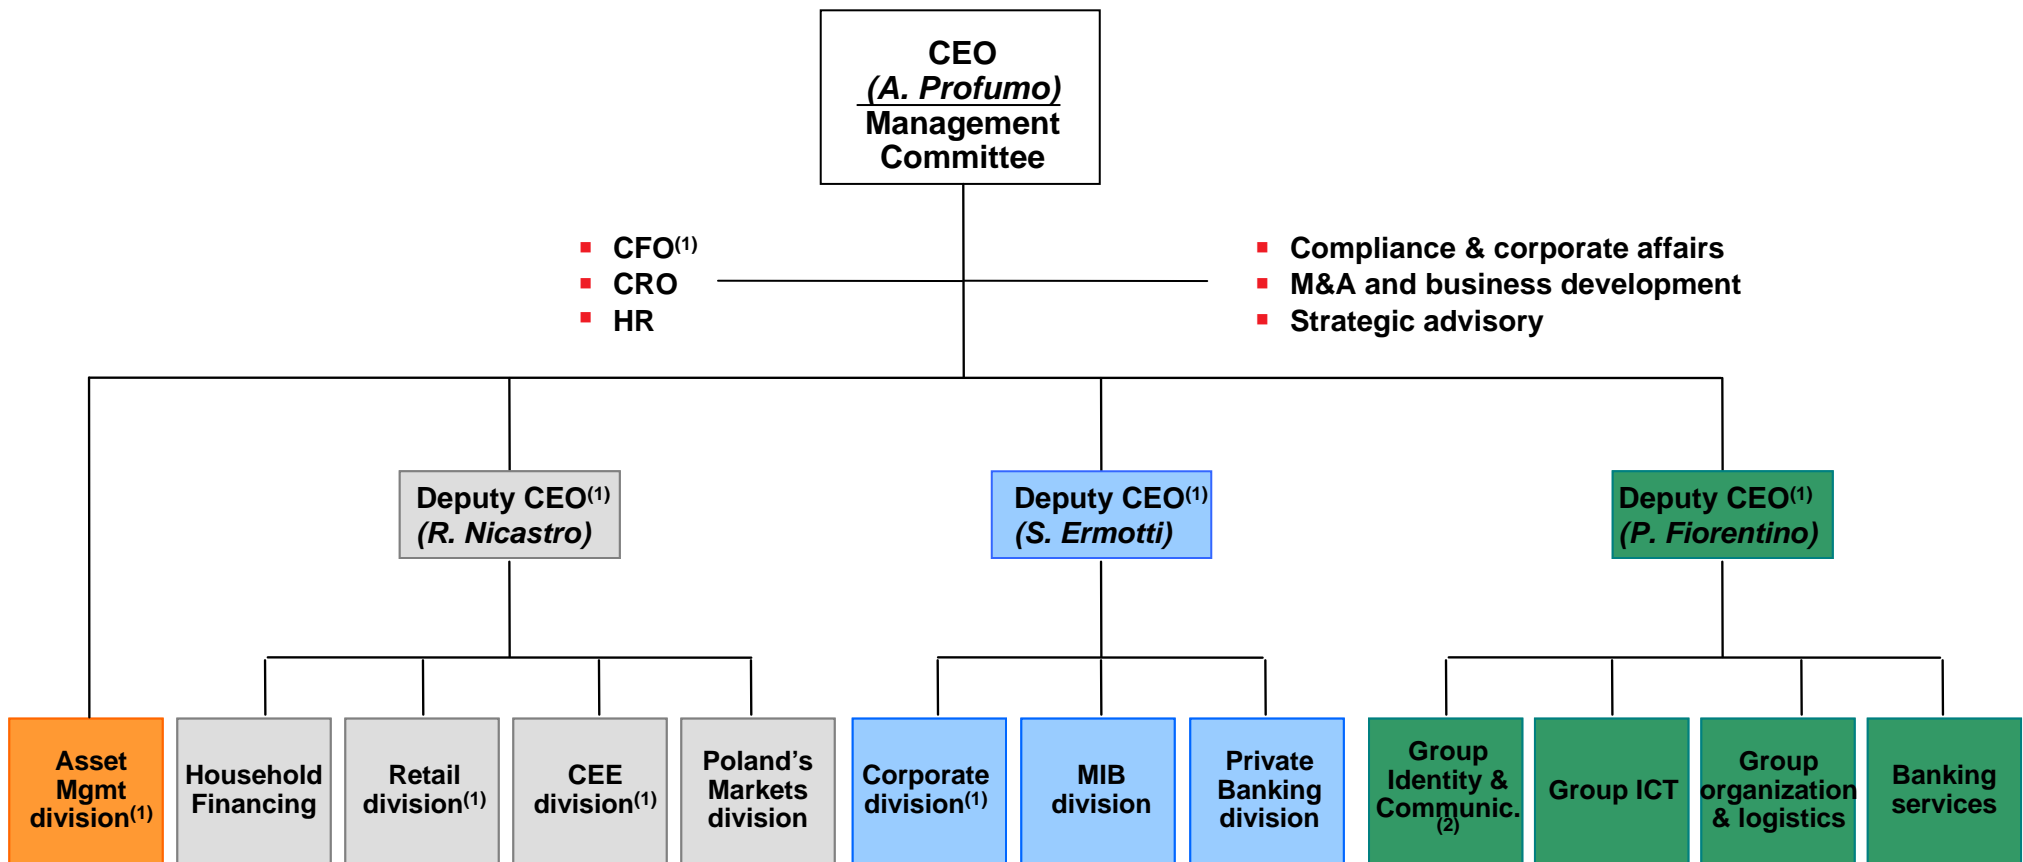 CEO
(A. Profumo)
Management
Committee
▪ CFO(1)
▪ CRO
▪ HR
▪ Compliance & corporate affairs
▪ M&A and business development
▪ Strategic advisory
Deputy CEO(1)
(R. Nicastro)
Deputy CEO(1)
(S. Ermotti)
Deputy CEO(1)
(P. Fiorentino)
Asset
Mgmt
division(1)
Household
Financing
Retail
division(1)
CEE
division(1)
Poland’s
Markets
division
Corporate
division(1)
MIB
division
Private
Banking
division
Group
Identity &
Communic.
(2)
Group ICT
Group
organization
& logistics
Banking
services